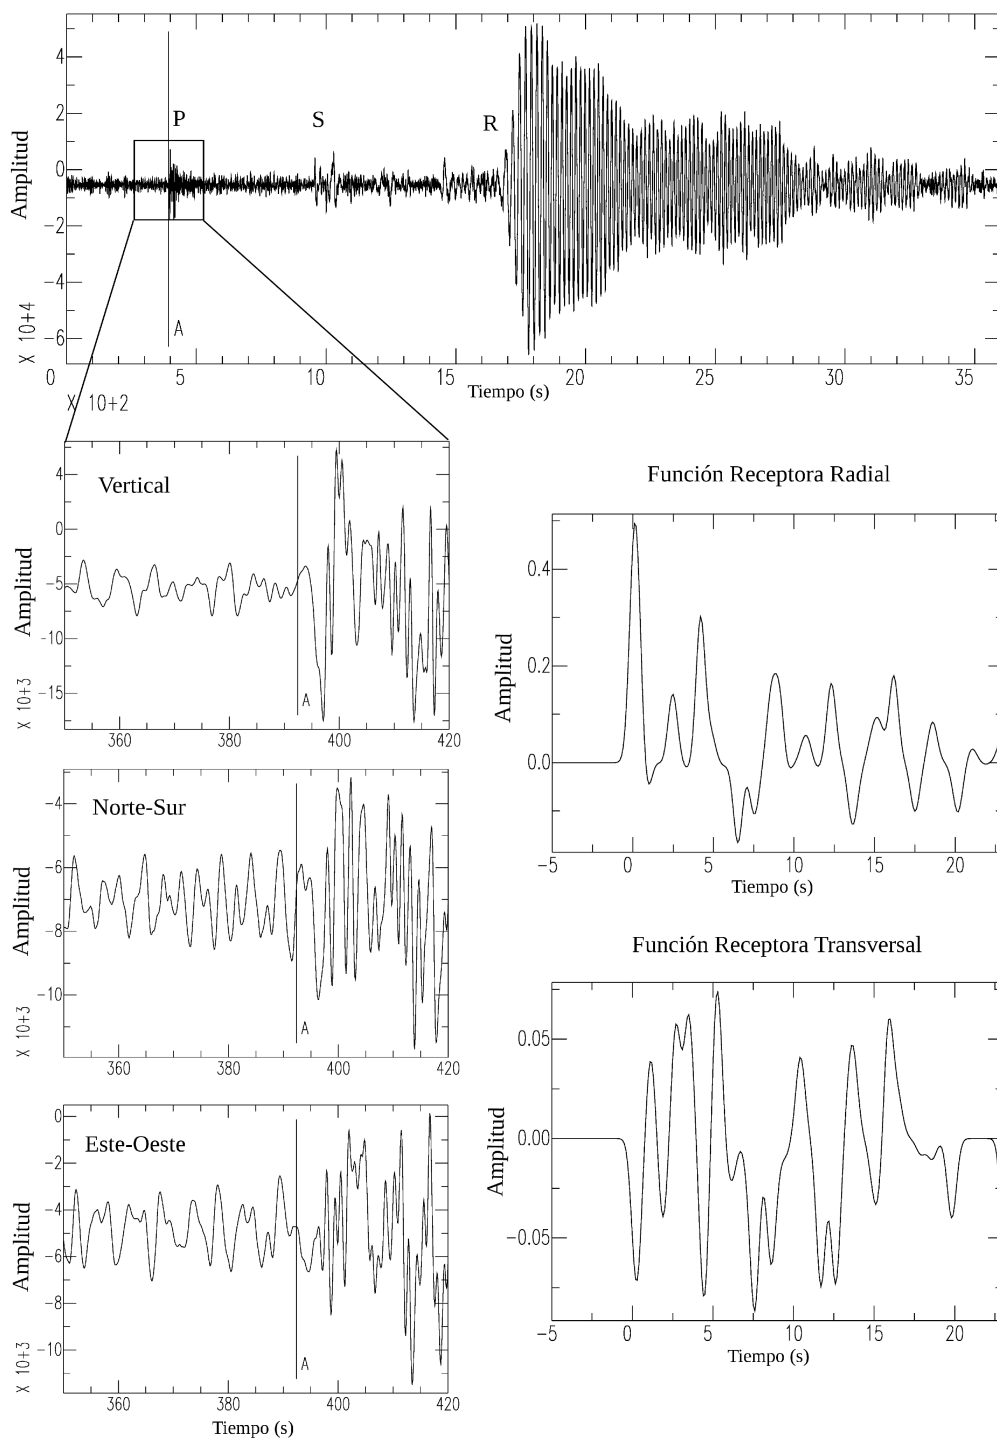 4
2
0
−2
−4
−6
Amplitud
X 10+4
P
S
R
A
0
5
10
15
20
25
30
35
X 10+2
Tiempo (s)
Vertical
4
0
−5
−10
−15
Amplitud
X 10+3
A
360
380
400
420
Norte-Sur
−4
−6
−8
−10
Amplitud
X 10+3
A
360
380
400
420
Este-Oeste
0
−2
−4
−6
−8
−10
Amplitud
X 10+3
A
360
380
400
420
Tiempo (s)
Función Receptora Radial
0.4
0.2
0.0
Amplitud
−5
0
5
10
15
20
Tiempo (s)
Función Receptora Transversal
0.05
0.00
−0.05
Amplitud
−5
0
5
10
15
20
Tiempo (s)